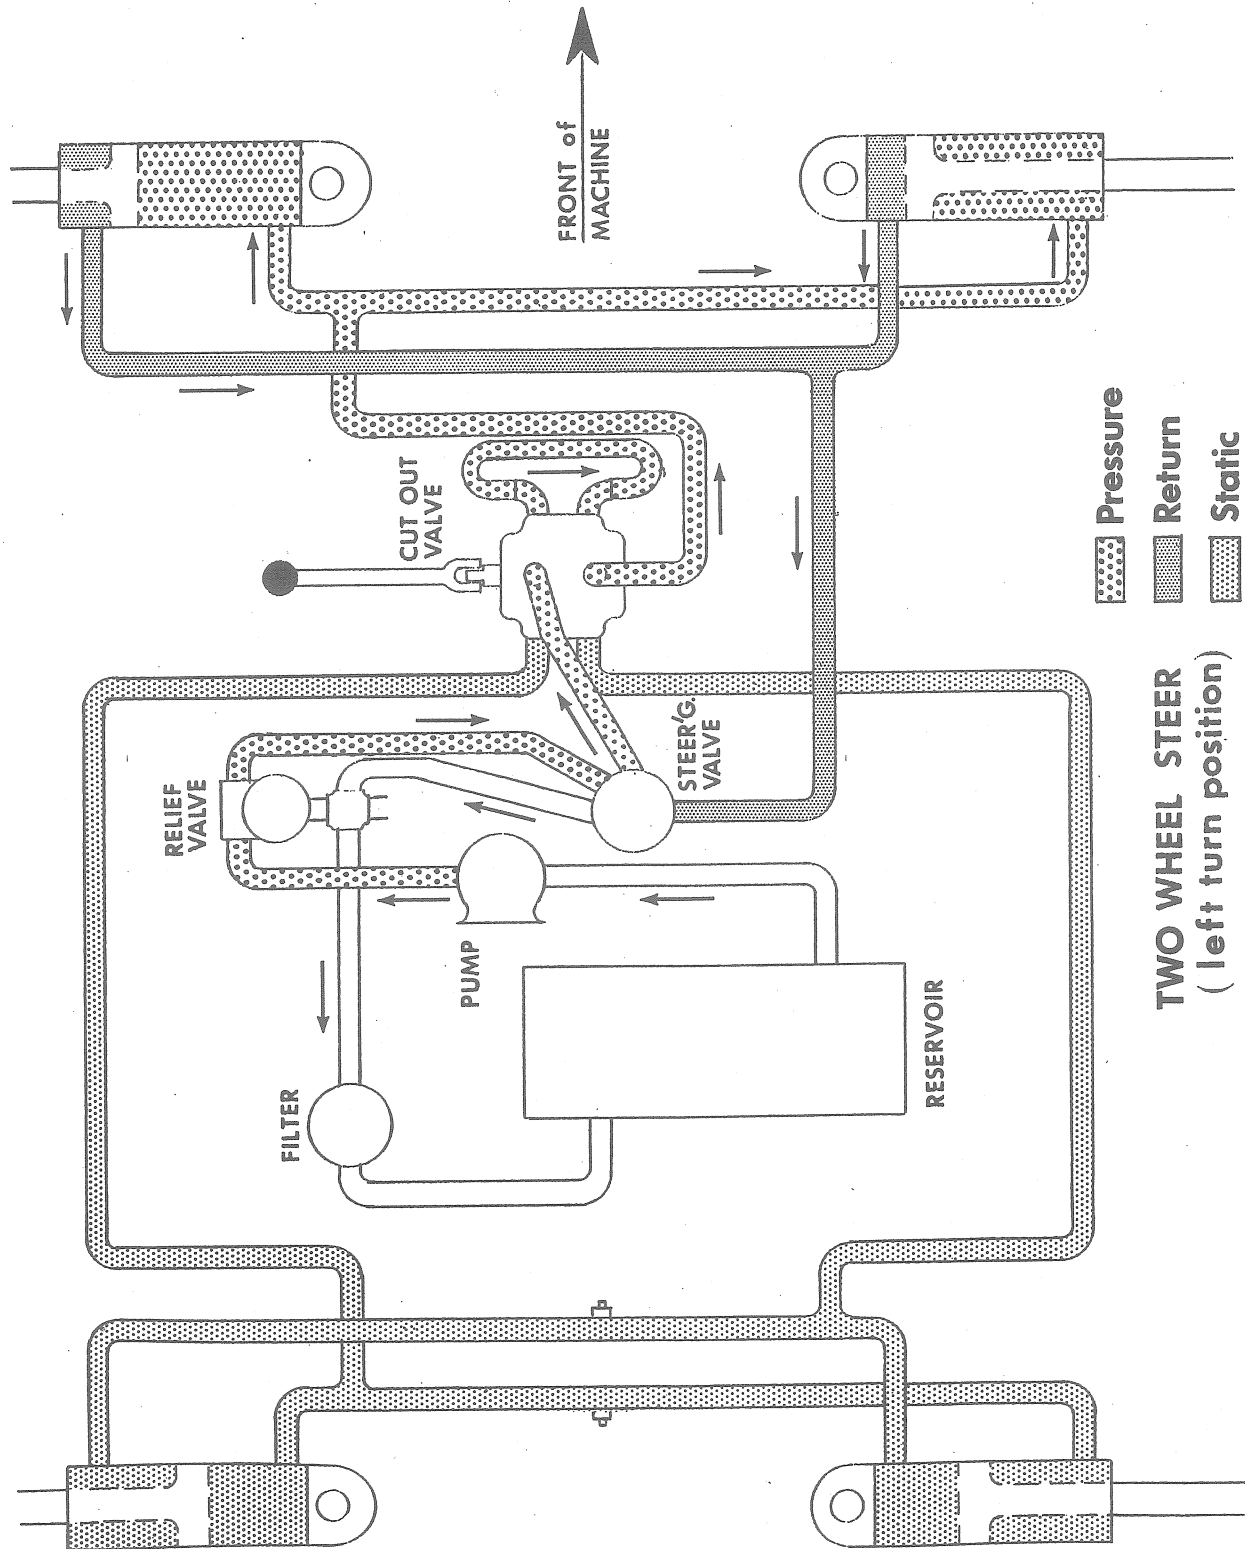 FRONT of
MACHINE
CUT OUT
VALVE
RELIEF
VALVE
STEER'G.
VALVE
PUMP
FILTER
RESERVOIR
Pressure
Return
Static
TWO WHEEL STEER
(left turn position)